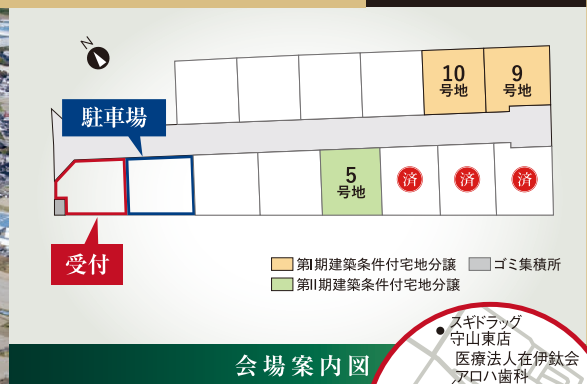 N
10
号地
9
号地
駐車場
5
号地
済
済
済
受付
第I期建築条件付宅地分譲
ゴミ集積所
第II期建築条件付宅地分譲
会場案内図
スギドラッグ
守山東店
医療法人在伊鈦会
アロハ歯科